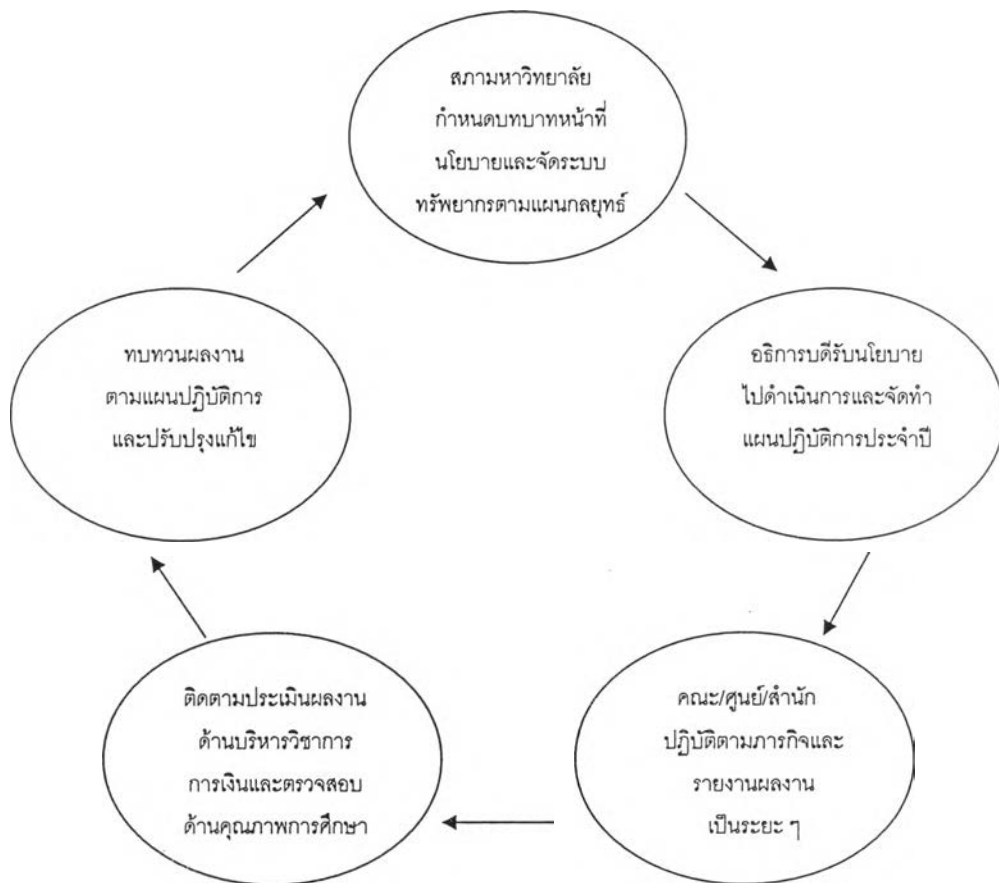 สภามหาวิทยาลัย
กำหนดบทบาทหน้าที่
นโยบายและจัดระบบ
ทรัพยากรตามแผนกลยุทธ์
อธิการบดีรับนโยบาย
ไปดำเนินการและจัดทำ
แผนปฏิบัติการประจำปี
คณะ/ศูนย์/สำนัก
ปฏิบัติตามภารกิจและ
รายงานผลงาน
เป็นระยะ ๆ
ติดตามประเมินผลงาน
ด้านบริหารวิชาการ
การเงินและตรวจสอบ
ด้านคุณภาพการศึกษา
ทบทวนผลงาน
ตามแผนปฏิบัติการ
และปรับปรุงแก้ไข